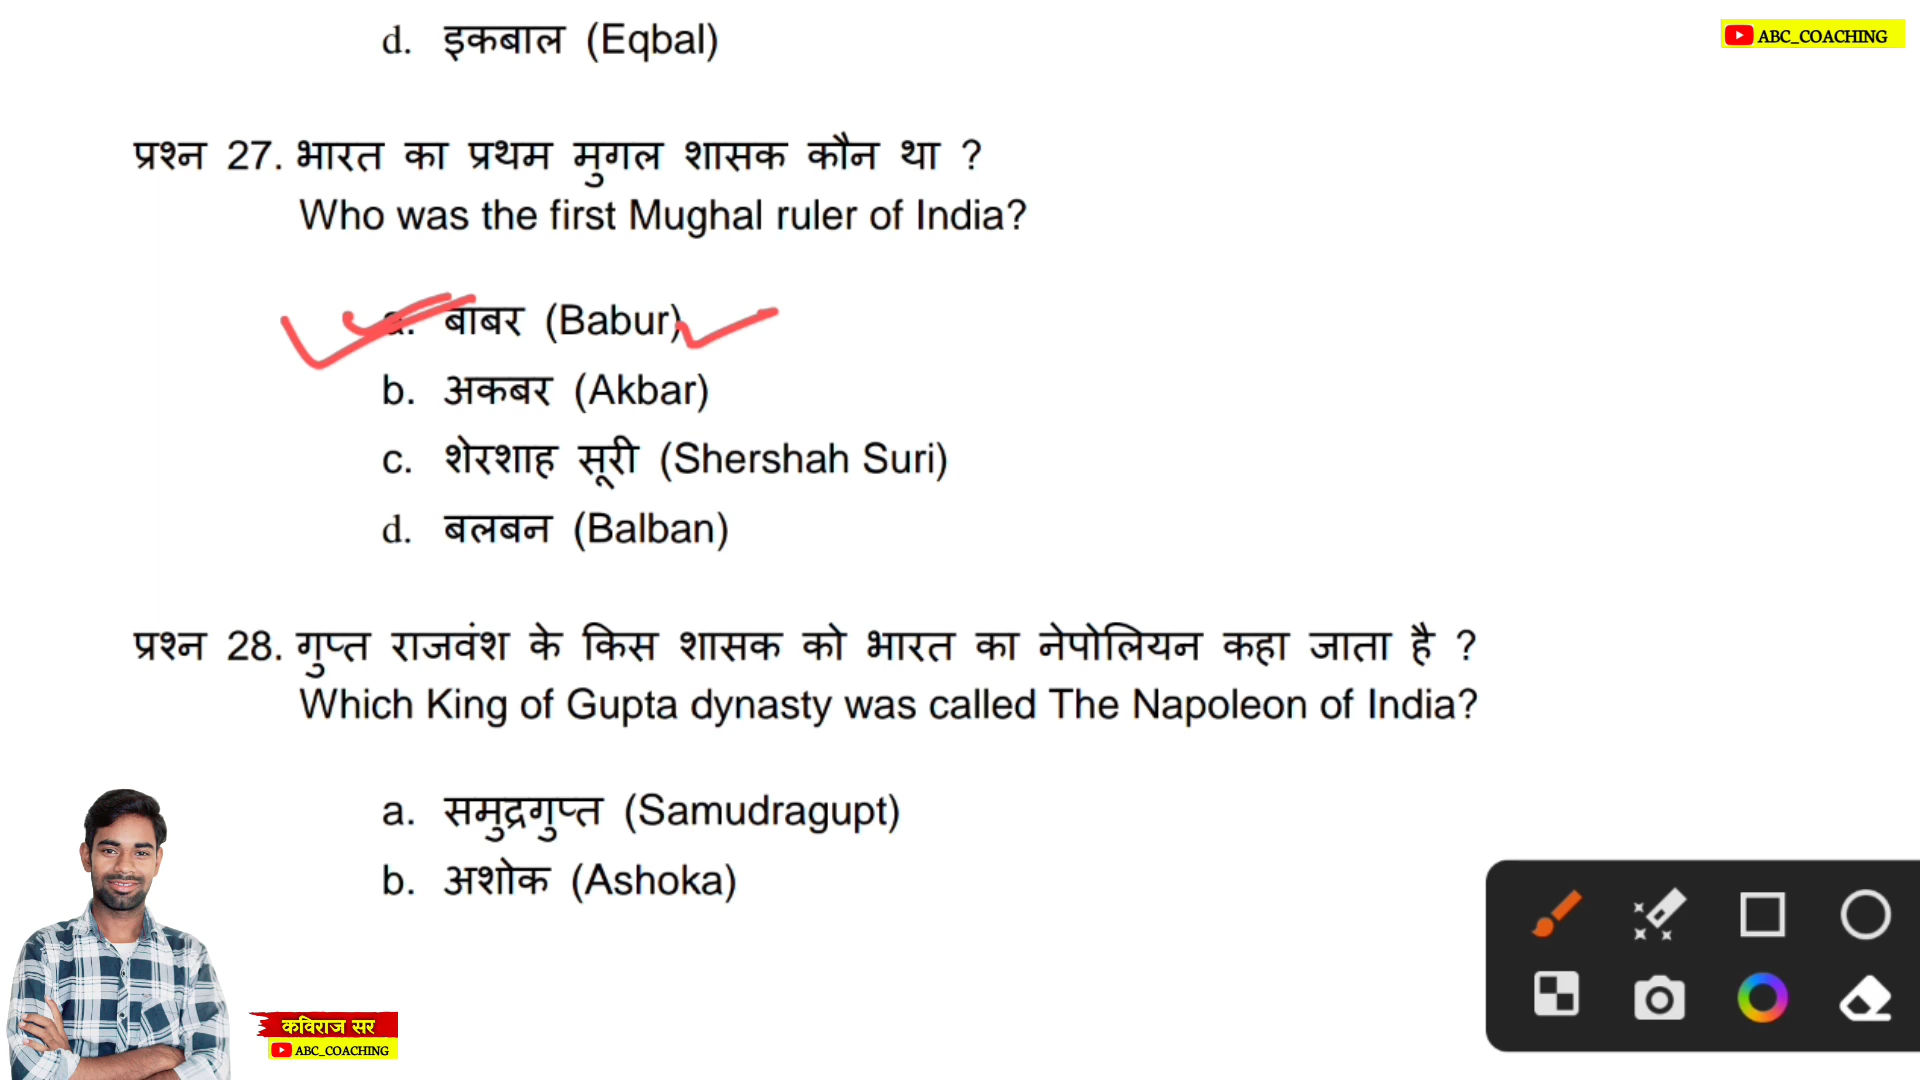 d. इकबाल (Eqbal)
ABC_COACHING
प्रश्न 27. भारत का प्रथम मुगल शासक कौन था ?
Who was the first Mughal ruler of India?
a. बाबर (Babur)
b. अकबर (Akbar)
c. शेरशाह सूरी (Shershah Suri)
d. बलबन (Balban)
प्रश्न 28. गुप्त राजवंश के किस शासक को भारत का नेपोलियन कहा जाता है ?
Which King of Gupta dynasty was called The Napoleon of India?
a. समुद्रगुप्त (Samudragupt)
b. अशोक (Ashoka)
कविराज सर
ABC_COACHING